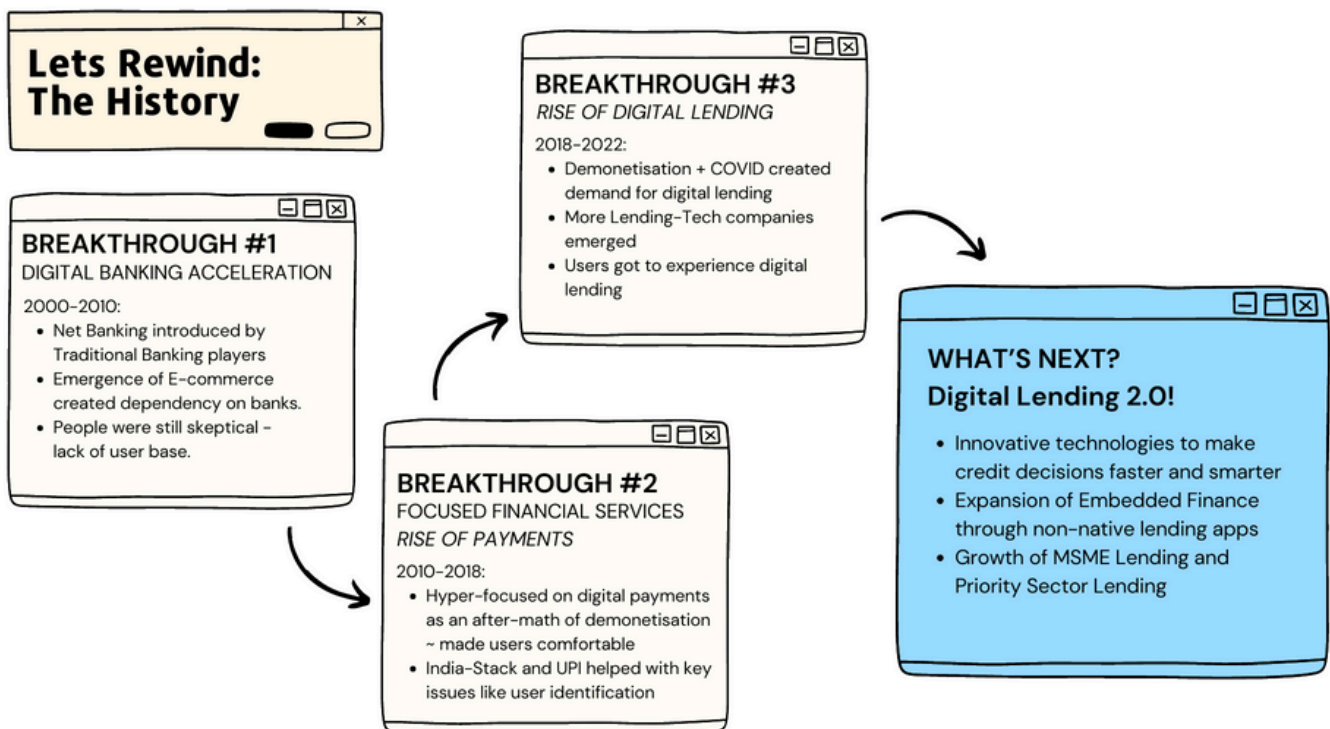 Lets Rewind:
The History
BREAKTHROUGH #1
DIGITAL BANKING ACCELERATION
2000-2010:
• Net Banking introduced by
Traditional Banking players
• Emergence of E-commerce
created dependency on banks.
• People were still skeptical -
lack of user base.
BREAKTHROUGH #2
FOCUSED FINANCIAL SERVICES
RISE OF PAYMENTS
2010-2018:
• Hyper-focused on digital payments
as an after-math of demonetisation
~ made users comfortable
• India-Stack and UPI helped with key
issues like user identification
BREAKTHROUGH #3
RISE OF DIGITAL LENDING
2018-2022:
• Demonetisation + COVID created
demand for digital lending
• More Lending-Tech companies
emerged
• Users got to experience digital
lending
WHAT'S NEXT?
Digital Lending 2.0!
• Innovative technologies to make
credit decisions faster and smarter
• Expansion of Embedded Finance
through non-native lending apps
• Growth of MSME Lending and
Priority Sector Lending